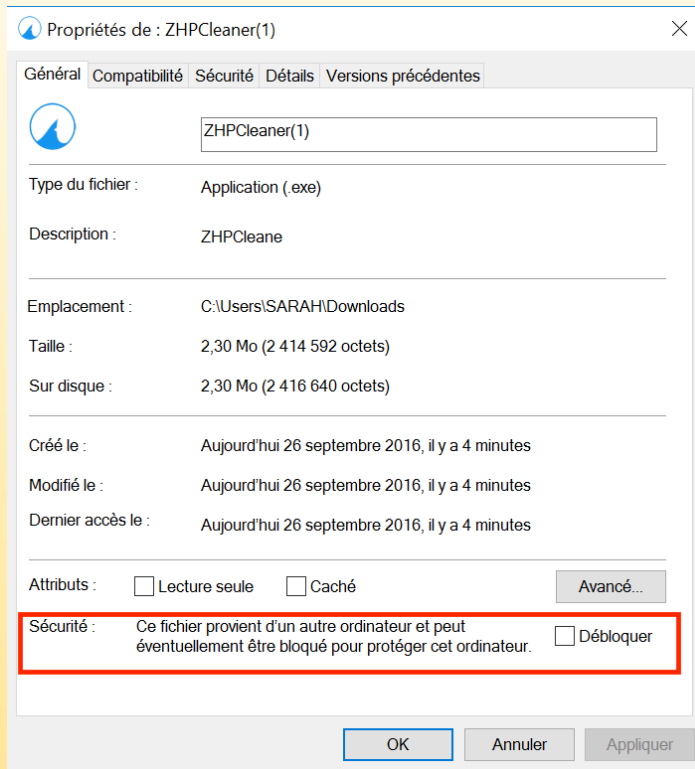 Propriétés de : ZHPCleaner(1)
Général Compatibilité Sécurité Détails Versions précédentes
ZHPCleaner(1)
Type du fichier : Application (.exe)
Description : ZHPCleane
Emplacement : C:\Users\SARAH\Downloads
Taille : 2,30 Mo (2 414 592 octets)
Sur disque : 2,30 Mo (2 416 640 octets)
Créé le : Aujourd'hui 26 septembre 2016, il y a 4 minutes
Modifié le : Aujourd'hui 26 septembre 2016, il y a 4 minutes
Dernier accès le : Aujourd'hui 26 septembre 2016, il y a 4 minutes
Attributs : Lecture seule Caché Avancé...
Sécurité : Ce fichier provient d'un autre ordinateur et peut
éventuellement être bloqué pour protéger cet ordinateur. Débloquer
OK Annuler Appliquer